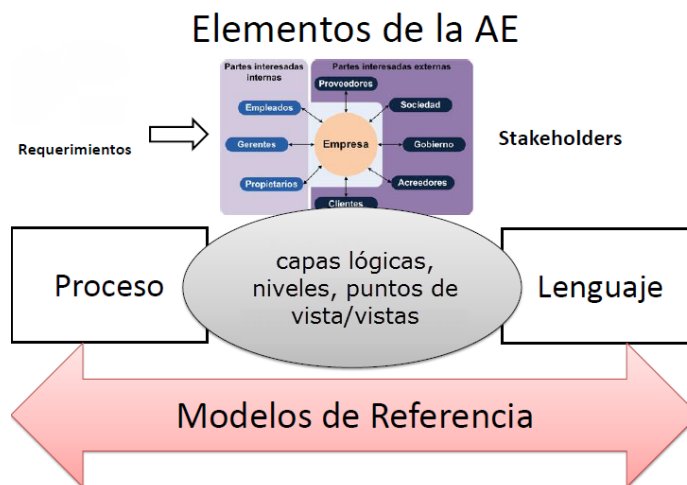 Elementos de la AE
Partes interesadas internas
Partes interesadas externas
Proveedores
Empleados
Sociedad
Requerimientos
Gerentes
Empresa
Gobierno
Stakeholders
Propietarios
Acreedores
Clientes
Proceso
capas lógicas,
niveles, puntos de
vista/vistas
Lenguaje
Modelos de Referencia